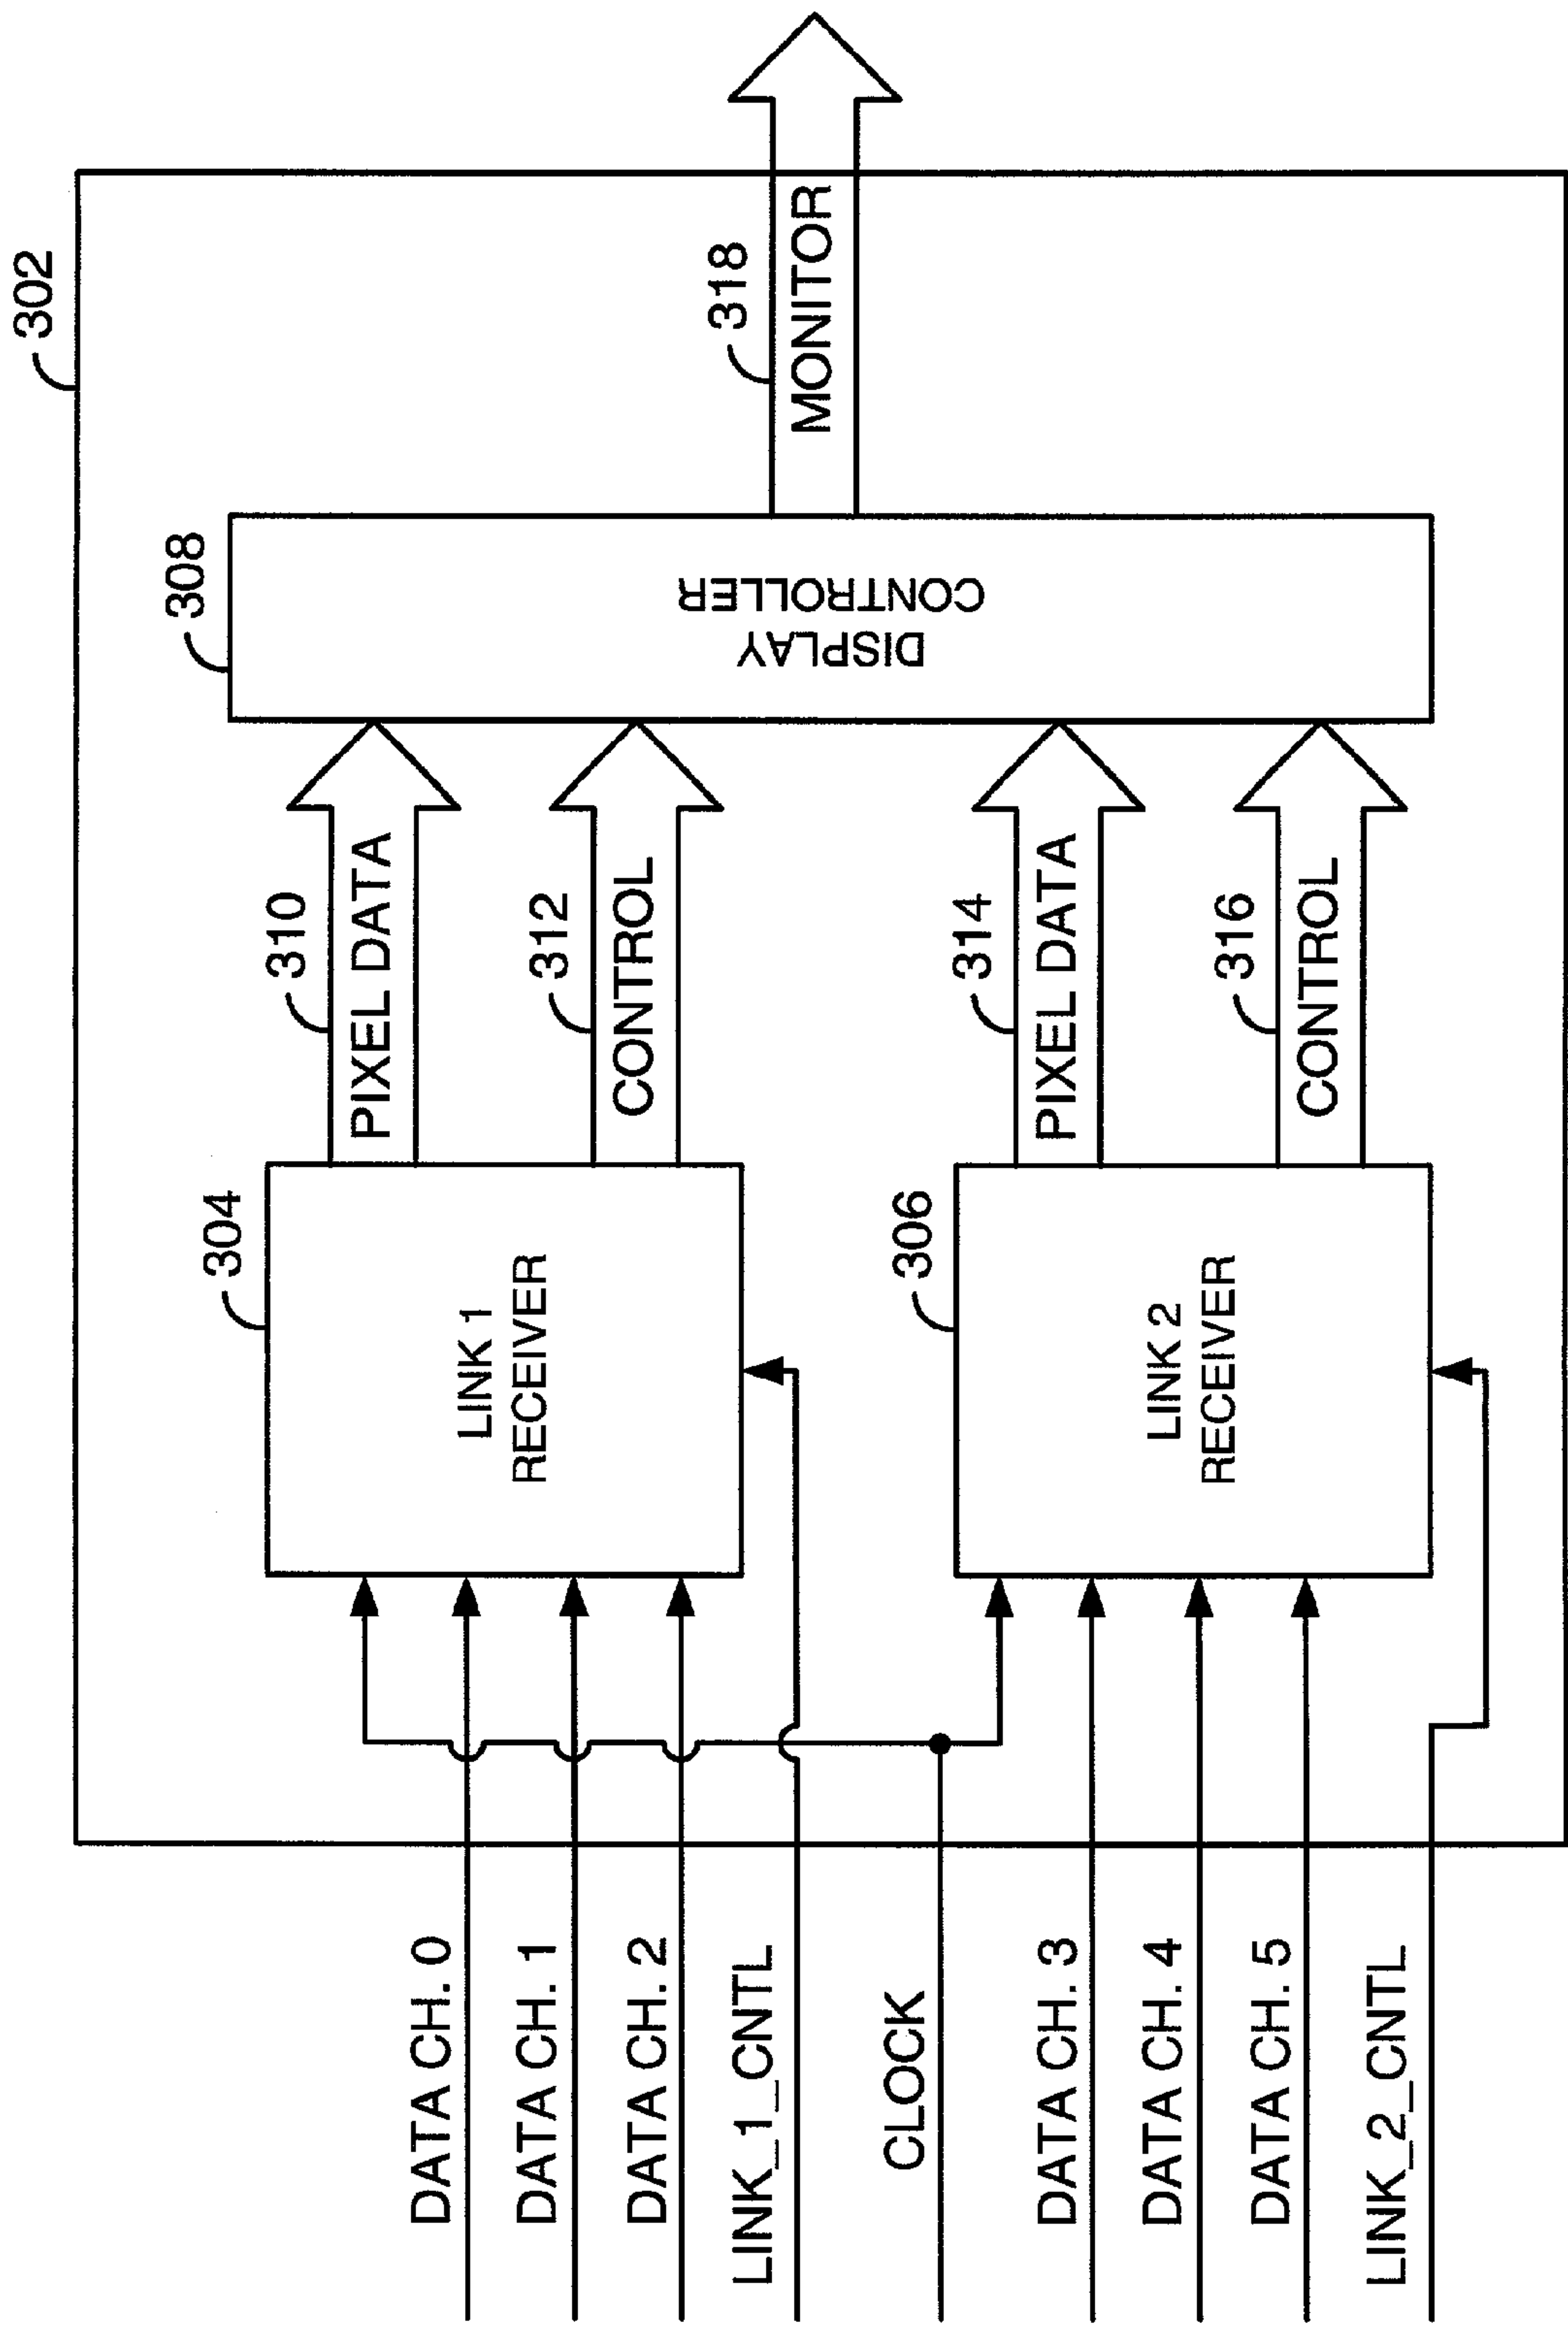 302
308
318
MONITOR
DISPLAY
CONTROLLER
310
PIXEL DATA
312
CONTROL
314
PIXEL DATA
316
CONTROL
304
LINK 1
RECEIVER
306
LINK 2
RECEIVER
DATA CH. 0
DATA CH. 1
DATA CH. 2
LINK_1_CNTL
CLOCK
DATA CH. 3
DATA CH. 4
DATA CH. 5
LINK_2_CNTL